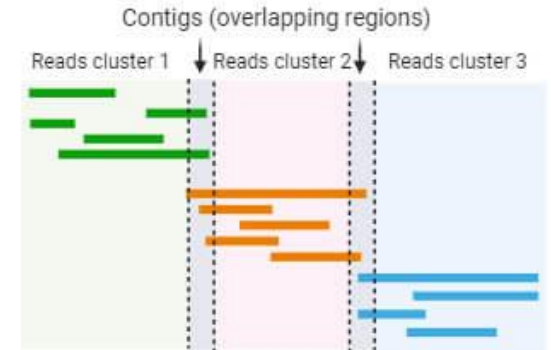 Contigs (overlapping regions)
Reads cluster 1 Reads cluster 2 Reads cluster 3